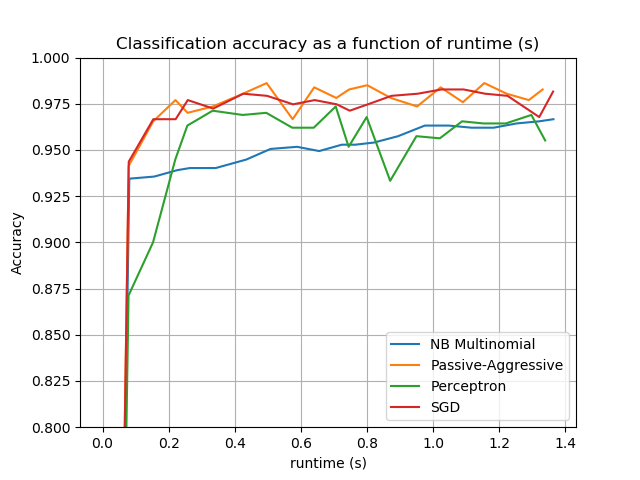 Classification accuracy as a function of runtime (s)
1.000
0.975
0.950
0.925
0.900
0.875
0.850
0.825
0.800
Accuracy
NB Multinomial
Passive-Aggressive
Perceptron
SGD
0.0 0.2 0.4 0.6 0.8 1.0 1.2 1.4
runtime (s)